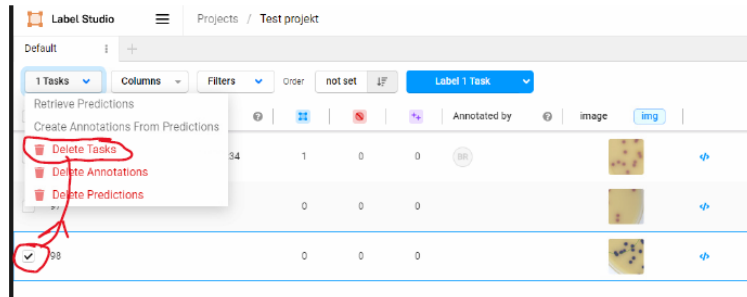 Label Studio Projects / Test projekt
Default
1 Tasks Columns Filters Order not set Label 1 Task
Retrieve Predictions
Annotated by image img
Create Annotations From Predictions
Delete Tasks
34 1 0 0
Delete Annotations
Delete Predictions
97 0 0 0
98 0 0 0